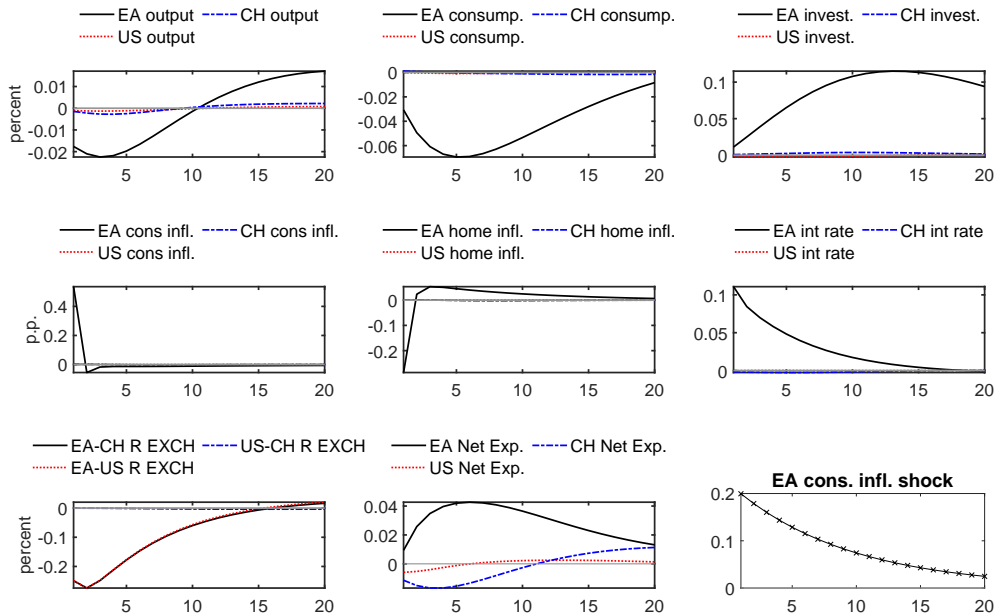 EA output CH output
US output
EA consump. CH consump.
US consump.
EA invest. CH invest.
US invest.
percent
0.01
0
-0.01
-0.02
5 10 15 20
0
-0.02
-0.04
-0.06
5 10 15 20
0.1
0.05
0
5 10 15 20
EA cons infl. CH cons infl.
US cons infl.
EA home infl. CH home infl.
US home infl.
EA int rate CH int rate
US int rate
p.p.
0.4
0.2
0
5 10 15 20
0
-0.1
-0.2
5 10 15 20
0.1
0.05
0
5 10 15 20
EA-CH R EXCH US-CH R EXCH
EA-US R EXCH
EA Net Exp. CH Net Exp.
US Net Exp.
EA cons. infl. shock
percent
0
-0.1
-0.2
5 10 15 20
0.04
0.02
0
5 10 15 20
0.2
0.1
0
5 10 15 20